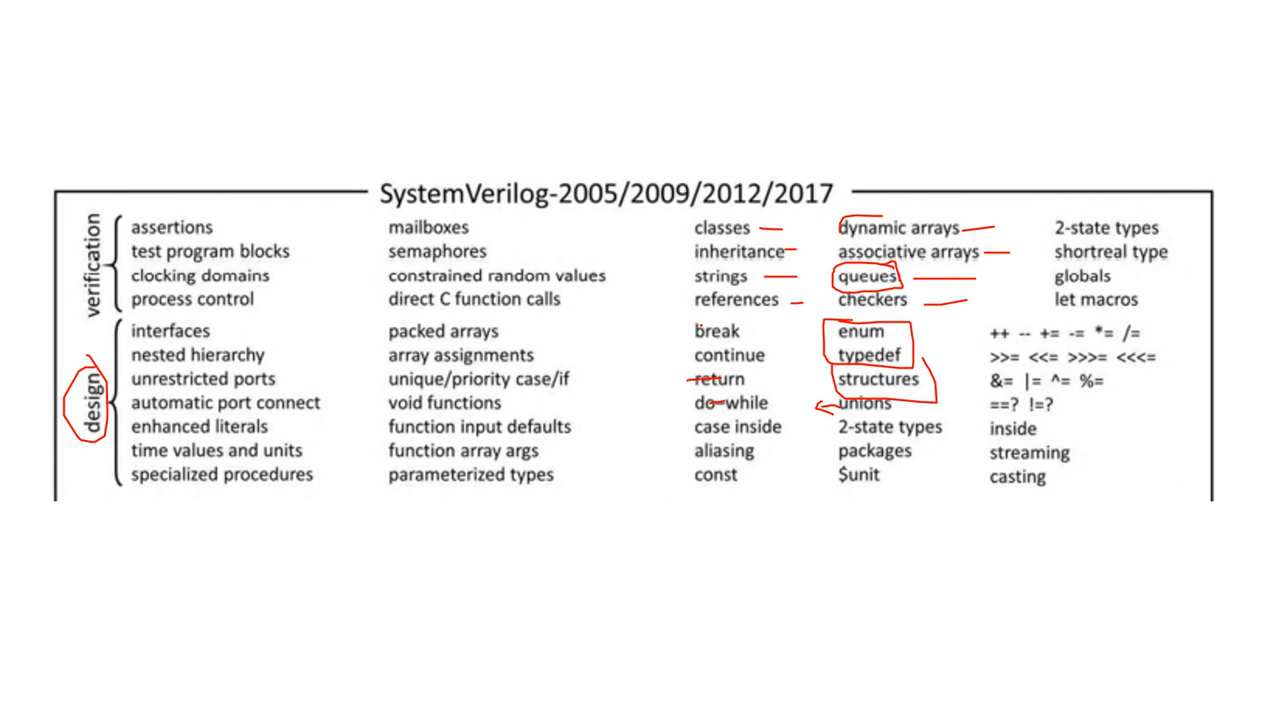 SystemVerilog-2005/2009/2012/2017
verification
assertions mailboxes classes dynamic arrays 2-state types
test program blocks semaphores inheritance associative arrays shortreal type
clocking domains constrained random values strings queues globals
process control direct C function calls references checkers let macros
design
interfaces packed arrays break enum ++ -- += -= *= /=
nested hierarchy array assignments continue typedef >>= <<= >>>= <<<=
unrestricted ports unique/priority case/if return structures &= |= ^= %=
automatic port connect void functions do-while unions ==? !=?
enhanced literals function input defaults case inside 2-state types inside
time values and units function array args aliasing packages streaming
specialized procedures parameterized types const $unit casting